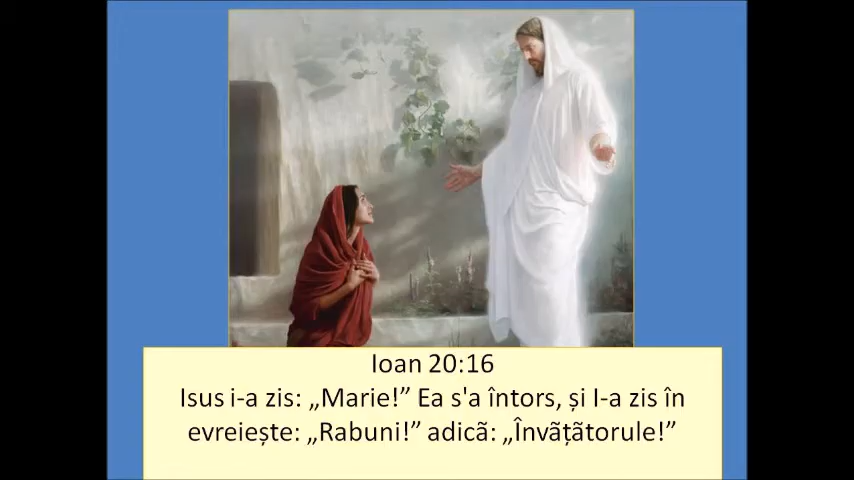 Ioan 20:16
Isus i-a zis: „Marie!” Ea s'a întors, și I-a zis în
evreiește: „Rabuni!” adicã: „Învãțãtorule!”